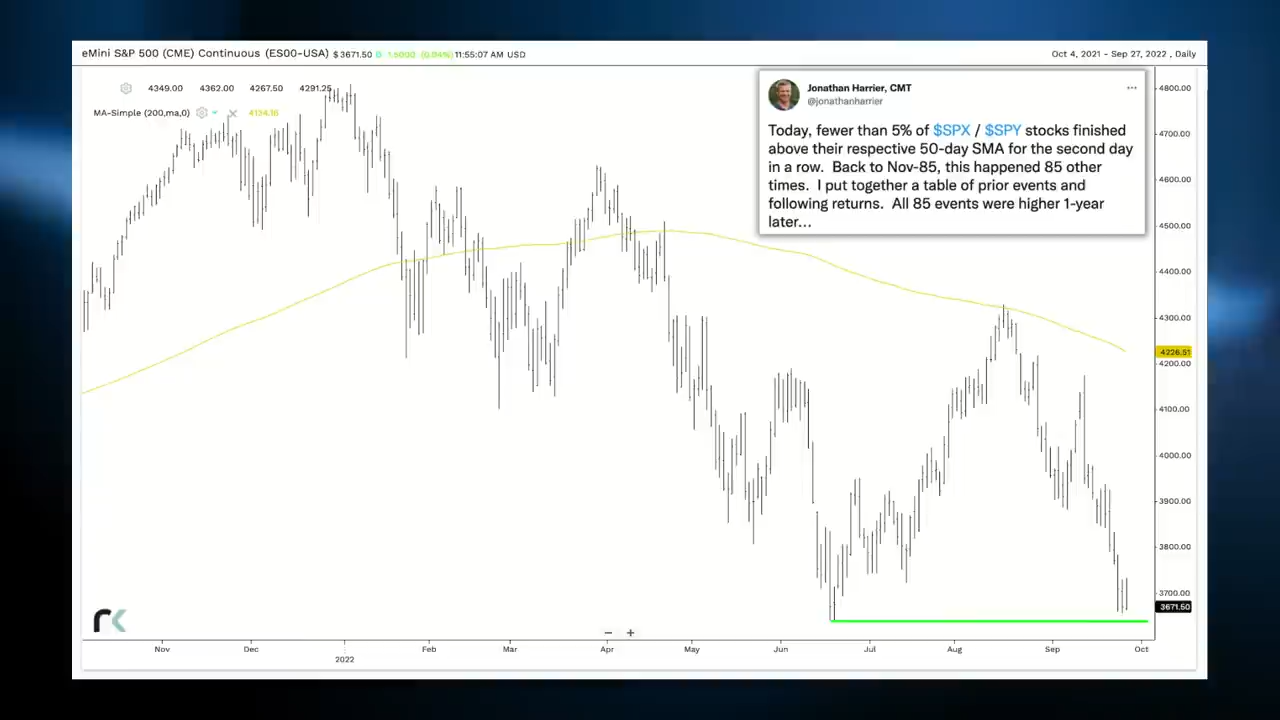 eMini S&P 500 (CME) Continuous (ES00-USA) $ 3671.50 1.5000 (0.04%) 11:55:07 AM USD
Oct 4, 2021 - Sep 27, 2022 , Daily
4349.00 4362.00 4267.50 4291.25
MA-Simple (200,ma,0) 4134.18
Jonathan Harrier, CMT
@jonathanharrier
Today, fewer than 5% of $SPX / $SPY stocks finished
above their respective 50-day SMA for the second day
in a row. Back to Nov-85, this happened 85 other
times. I put together a table of prior events and
following returns. All 85 events were higher 1-year
later...
4800.00
4700.00
4600.00
4500.00
4400.00
4300.00
4226.51
4200.00
4100.00
4000.00
3900.00
3800.00
3700.00
3671.50
Nov Dec Feb Mar Apr May Jun Jul Aug Sep Oct
2022